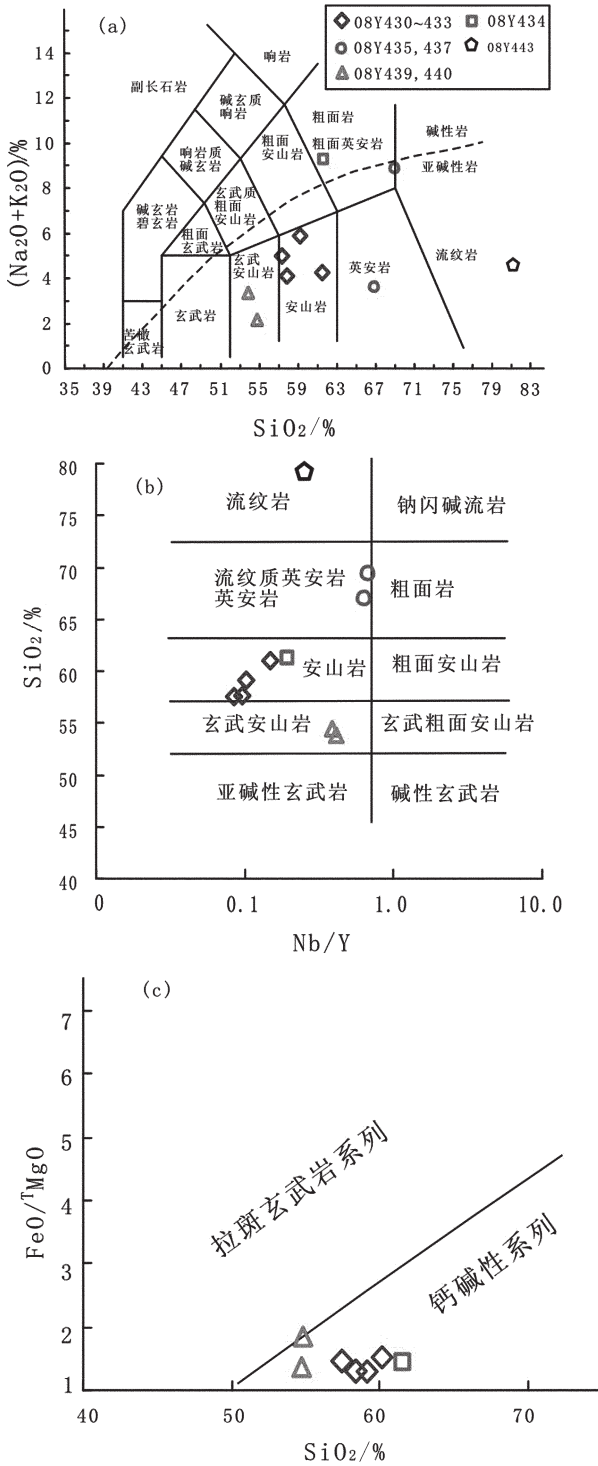 (a)
08Y430~433
08Y434
08Y435, 437
08Y443
08Y439, 440
(Na2O+K2O)/%
14
12
10
8
6
4
2
0
响岩
副长石岩
碱玄质
响岩
粗面岩
粗面英安岩
碱性岩
亚碱性岩
粗面
安山岩
响岩质
碱玄岩
碱玄岩
碧玄岩
玄武质
粗面
安山岩
粗面
玄武岩
玄武
安山岩
英安岩
流纹岩
玄武岩
安山岩
苦橄
玄武岩
35 39 43 47 51 55 59 63 67 71 75 79 83
SiO2/%
(b)
SiO2/%
80
75
70
65
60
55
50
45
40
流纹岩
钠闪碱流岩
流纹质英安岩
英安岩
粗面岩
安山岩
粗面安山岩
玄武安山岩
玄武粗面安山岩
亚碱性玄武岩
碱性玄武岩
0 0.1 1.0 10.0
Nb/Y
(c)
FeO/TMgO
7
6
5
4
3
2
1
拉斑玄武岩系列
钙碱性系列
40 50 60 70
SiO2/%